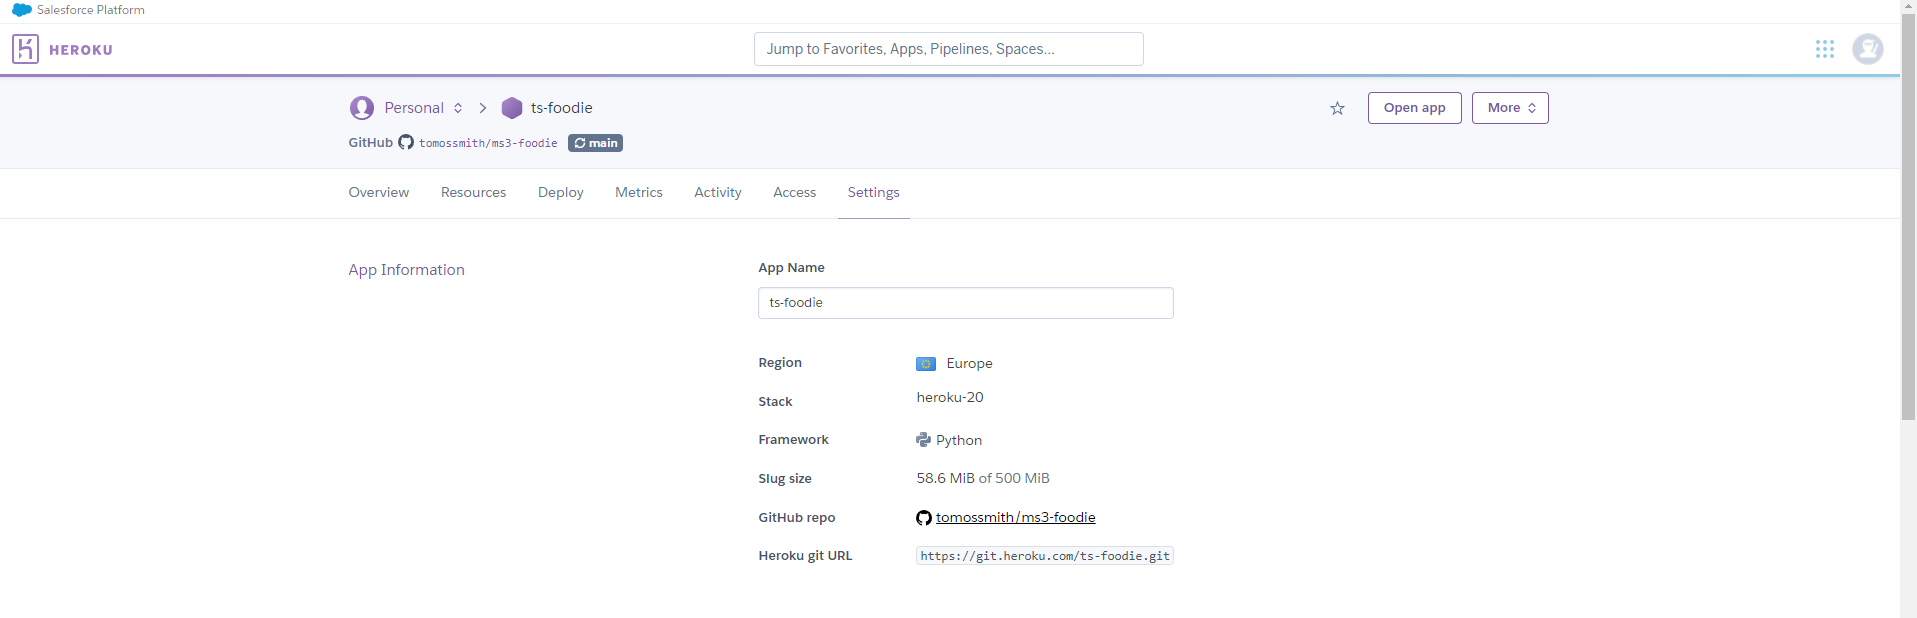 Salesforce Platform
HEROKU
Jump to Favorites, Apps, Pipelines, Spaces...
Personal ts-foodie
Open app
More
GitHub tomossmith/ms3-foodie main
Overview Resources Deploy Metrics Activity Access Settings
App Information
App Name
ts-foodie
Region Europe
Stack heroku-20
Framework Python
Slug size 58.6 MiB of 500 MiB
GitHub repo tomossmith/ms3-foodie
Heroku git URL https://git.heroku.com/ts-foodie.git